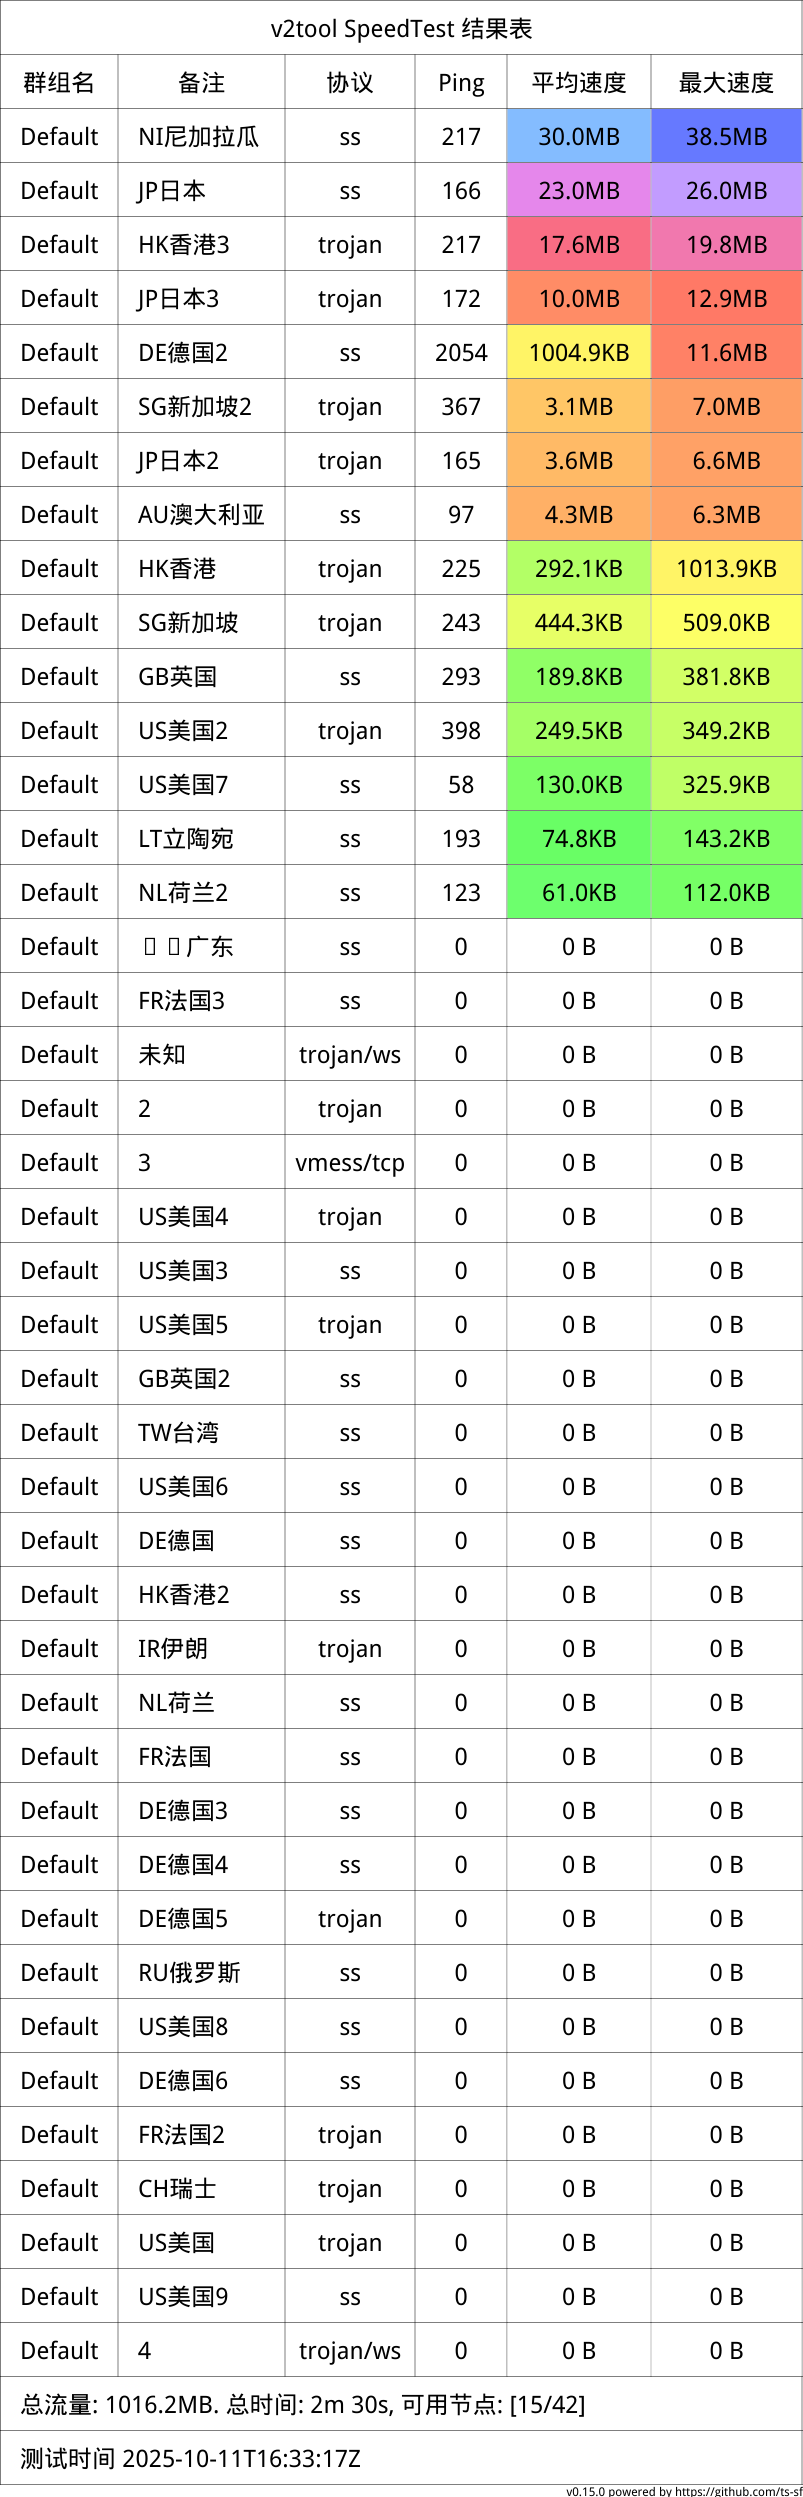 v2tool SpeedTest 结果表
群组名 备注 协议 Ping 平均速度 最大速度
Default NI尼加拉瓜 ss 217 30.0MB 38.5MB
Default JP日本 ss 166 23.0MB 26.0MB
Default HK香港3 trojan 217 17.6MB 19.8MB
Default JP日本3 trojan 172 10.0MB 12.9MB
Default DE德国2 ss 2054 1004.9KB 11.6MB
Default SG新加坡2 trojan 367 3.1MB 7.0MB
Default JP日本2 trojan 165 3.6MB 6.6MB
Default AU澳大利亚 ss 97 4.3MB 6.3MB
Default HK香港 trojan 225 292.1KB 1013.9KB
Default SG新加坡 trojan 243 444.3KB 509.0KB
Default GB英国 ss 293 189.8KB 381.8KB
Default US美国2 trojan 398 249.5KB 349.2KB
Default US美国7 ss 58 130.0KB 325.9KB
Default LT立陶宛 ss 193 74.8KB 143.2KB
Default NL荷兰2 ss 123 61.0KB 112.0KB
Default 广东 ss 0 0 B 0 B
Default FR法国3 ss 0 0 B 0 B
Default 未知 trojan/ws 0 0 B 0 B
Default 2 trojan 0 0 B 0 B
Default 3 vmess/tcp 0 0 B 0 B
Default US美国4 trojan 0 0 B 0 B
Default US美国3 ss 0 0 B 0 B
Default US美国5 trojan 0 0 B 0 B
Default GB英国2 ss 0 0 B 0 B
Default TW台湾 ss 0 0 B 0 B
Default US美国6 ss 0 0 B 0 B
Default DE德国 ss 0 0 B 0 B
Default HK香港2 ss 0 0 B 0 B
Default IR伊朗 trojan 0 0 B 0 B
Default NL荷兰 ss 0 0 B 0 B
Default FR法国 ss 0 0 B 0 B
Default DE德国3 ss 0 0 B 0 B
Default DE德国4 ss 0 0 B 0 B
Default DE德国5 trojan 0 0 B 0 B
Default RU俄罗斯 ss 0 0 B 0 B
Default US美国8 ss 0 0 B 0 B
Default DE德国6 ss 0 0 B 0 B
Default FR法国2 trojan 0 0 B 0 B
Default CH瑞士 trojan 0 0 B 0 B
Default US美国 trojan 0 0 B 0 B
Default US美国9 ss 0 0 B 0 B
Default 4 trojan/ws 0 0 B 0 B
总流量: 1016.2MB. 总时间: 2m 30s, 可用节点: [15/42]
测试时间 2025-10-11T16:33:17Z
v0.15.0 powered by https://github.com/ts-sf